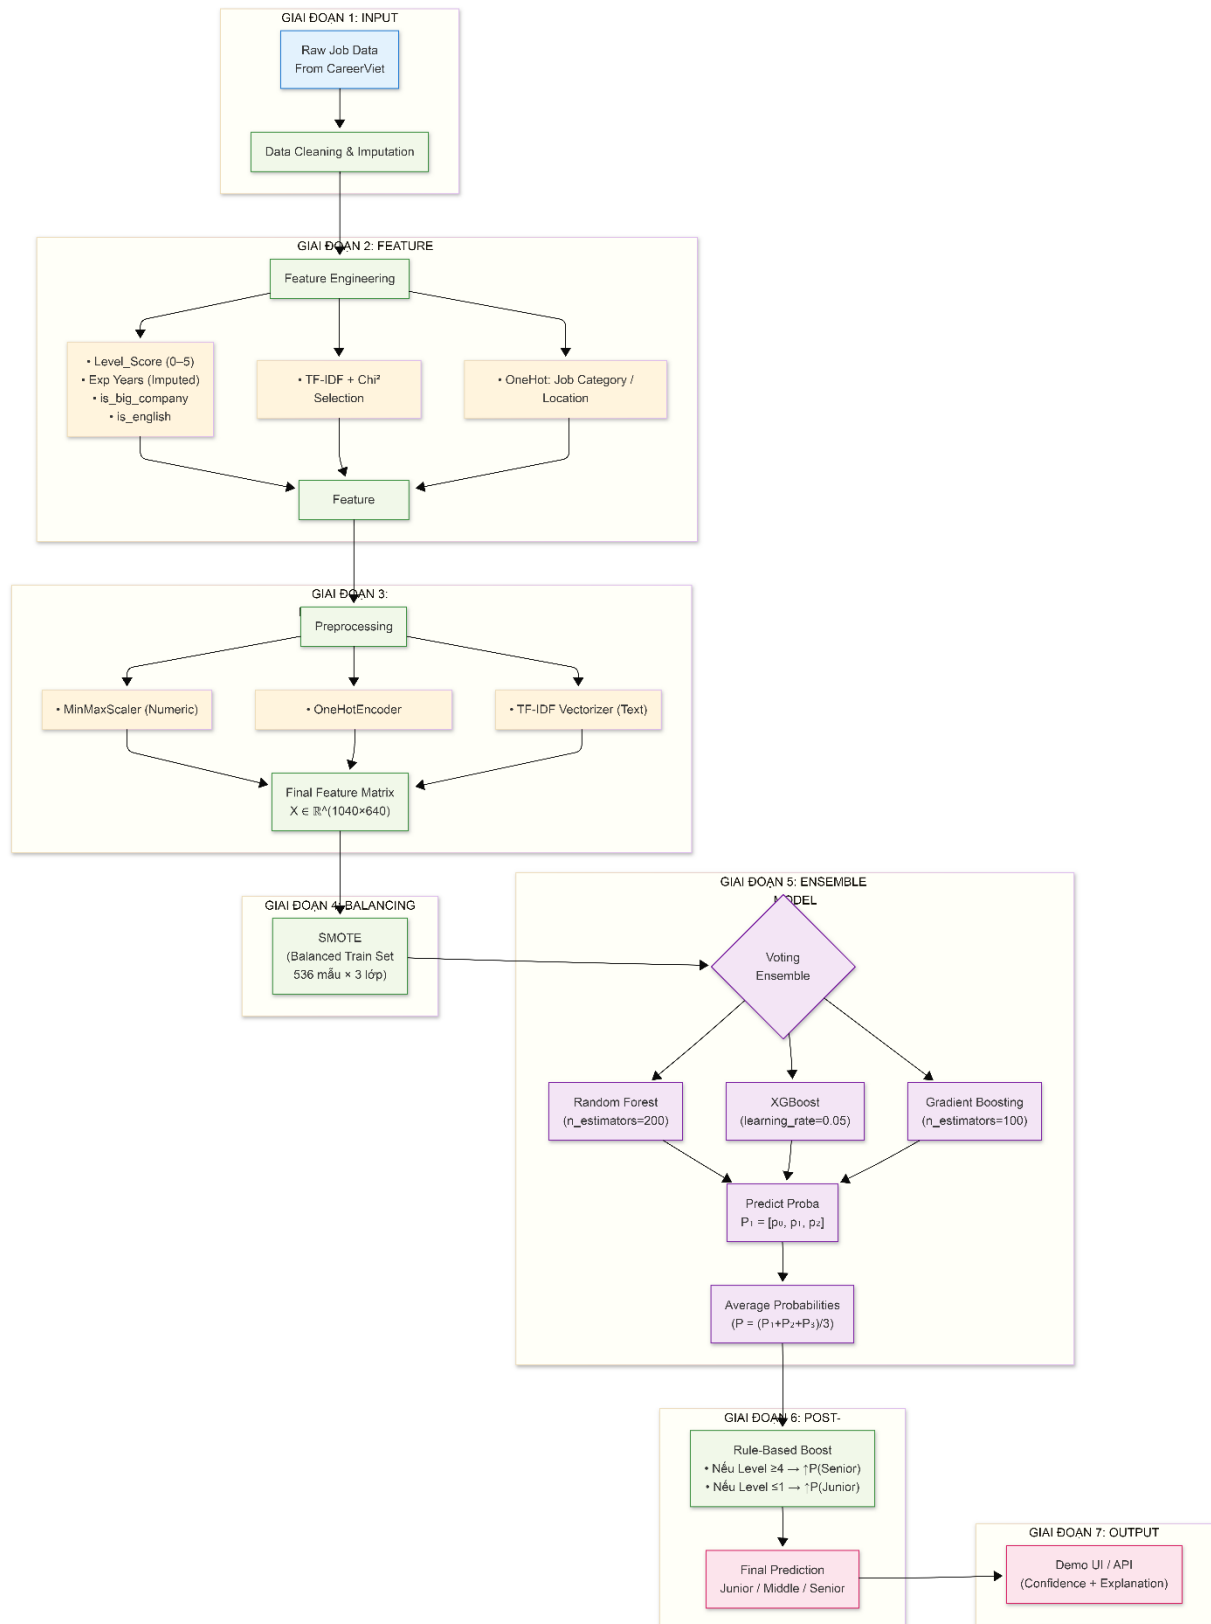 GIAI ĐOẠN 1: INPUT
Raw Job Data
From CareerViet
Data Cleaning & Imputation
GIAI ĐOẠN 2: FEATURE
Feature Engineering
• Level_Score (0–5)
• Exp Years (Imputed)
• is_big_company
• is_english
• TF-IDF + Chi²
Selection
• OneHot: Job Category /
Location
Feature
GIAI ĐOẠN 3:
Preprocessing
• MinMaxScaler (Numeric)
• OneHotEncoder
• TF-IDF Vectorizer (Text)
Final Feature Matrix
X ∈ ℝ^(1040×640)
GIAI ĐOẠN 4: BALANCING
SMOTE
(Balanced Train Set
536 mẫu × 3 lớp)
GIAI ĐOẠN 5: ENSEMBLE
MODEL
Voting
Ensemble
Random Forest
(n_estimators=200)
XGBoost
(learning_rate=0.05)
Gradient Boosting
(n_estimators=100)
Predict Proba
P₁ = [p₀, p₁, p₂]
Average Probabilities
(P = (P₁+P₂+P₃)/3)
GIAI ĐOẠN 6: POST-
Rule-Based Boost
• Nếu Level ≥4 → ↑P(Senior)
• Nếu Level ≤1 → ↑P(Junior)
Final Prediction
Junior / Middle / Senior
GIAI ĐOẠN 7: OUTPUT
Demo UI / API
(Confidence + Explanation)